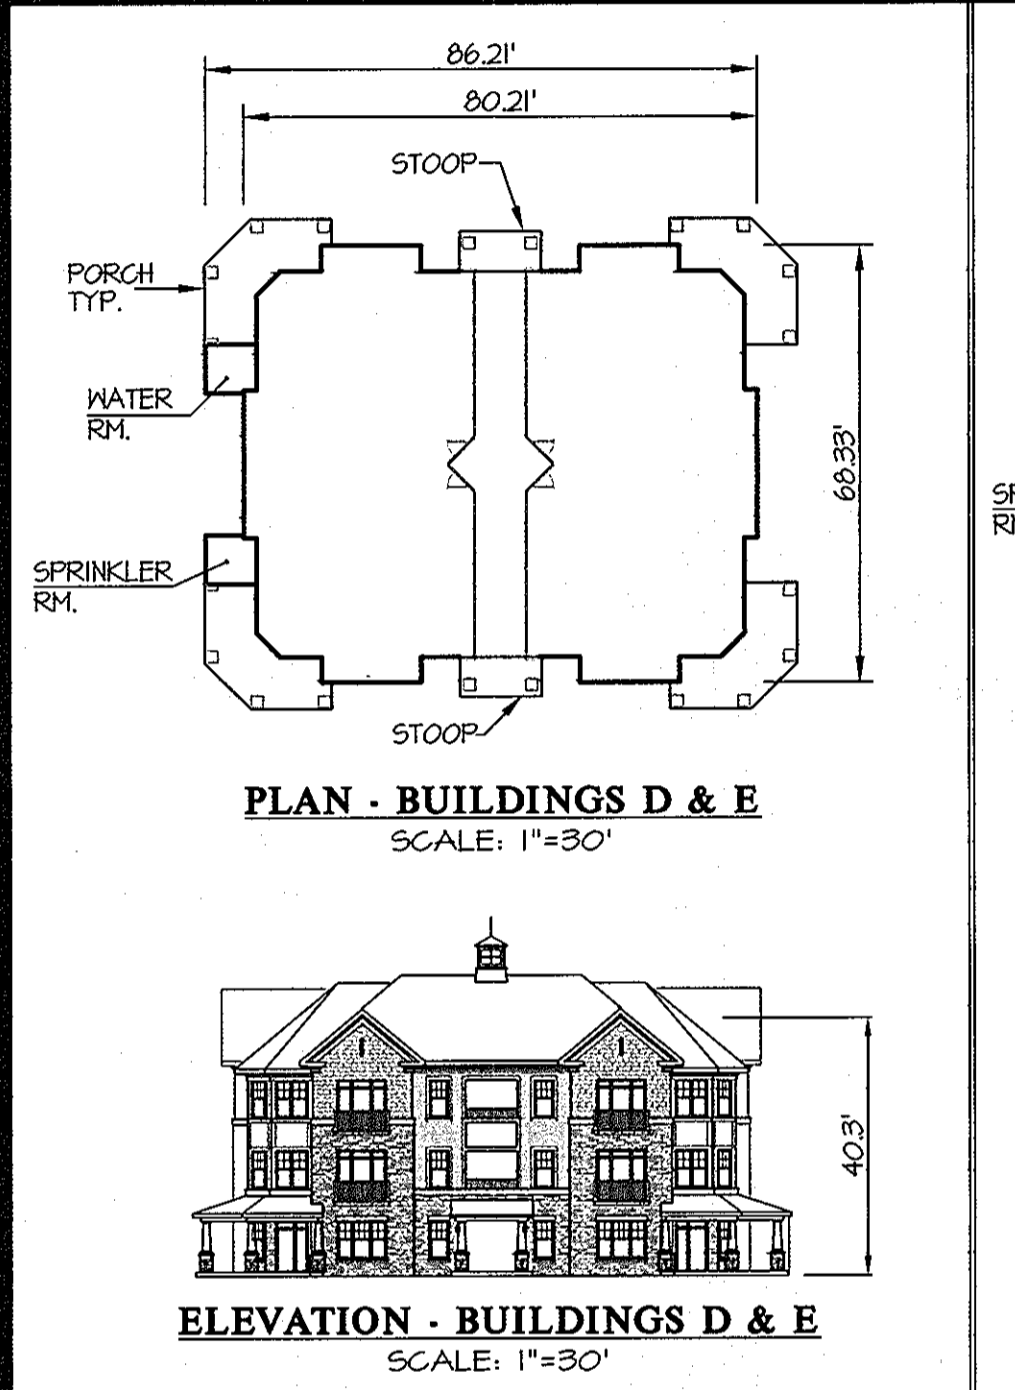 86.21'
80.21'
STOOP
PORCH
TYP.
WATER
RM.
68.33'
SPRINKLER
RM.
STOOP
PLAN - BUILDINGS D & E
SCALE: 1"=30'
40.3'
ELEVATION - BUILDINGS D & E
SCALE: 1"=30'